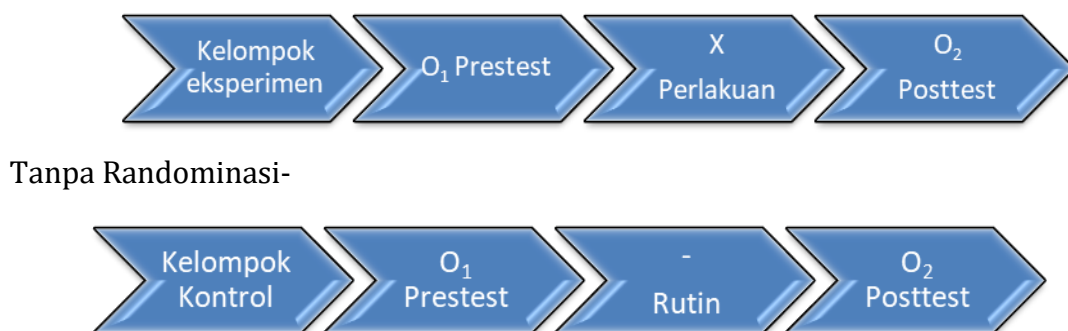 Kelompok
eksperimen
O₁ Prestest
X
Perlakuan
O₂
Posttest
Tanpa Randominasi-
Kelompok
Kontrol
O₁
Prestest
-
Rutin
O₂
Posttest